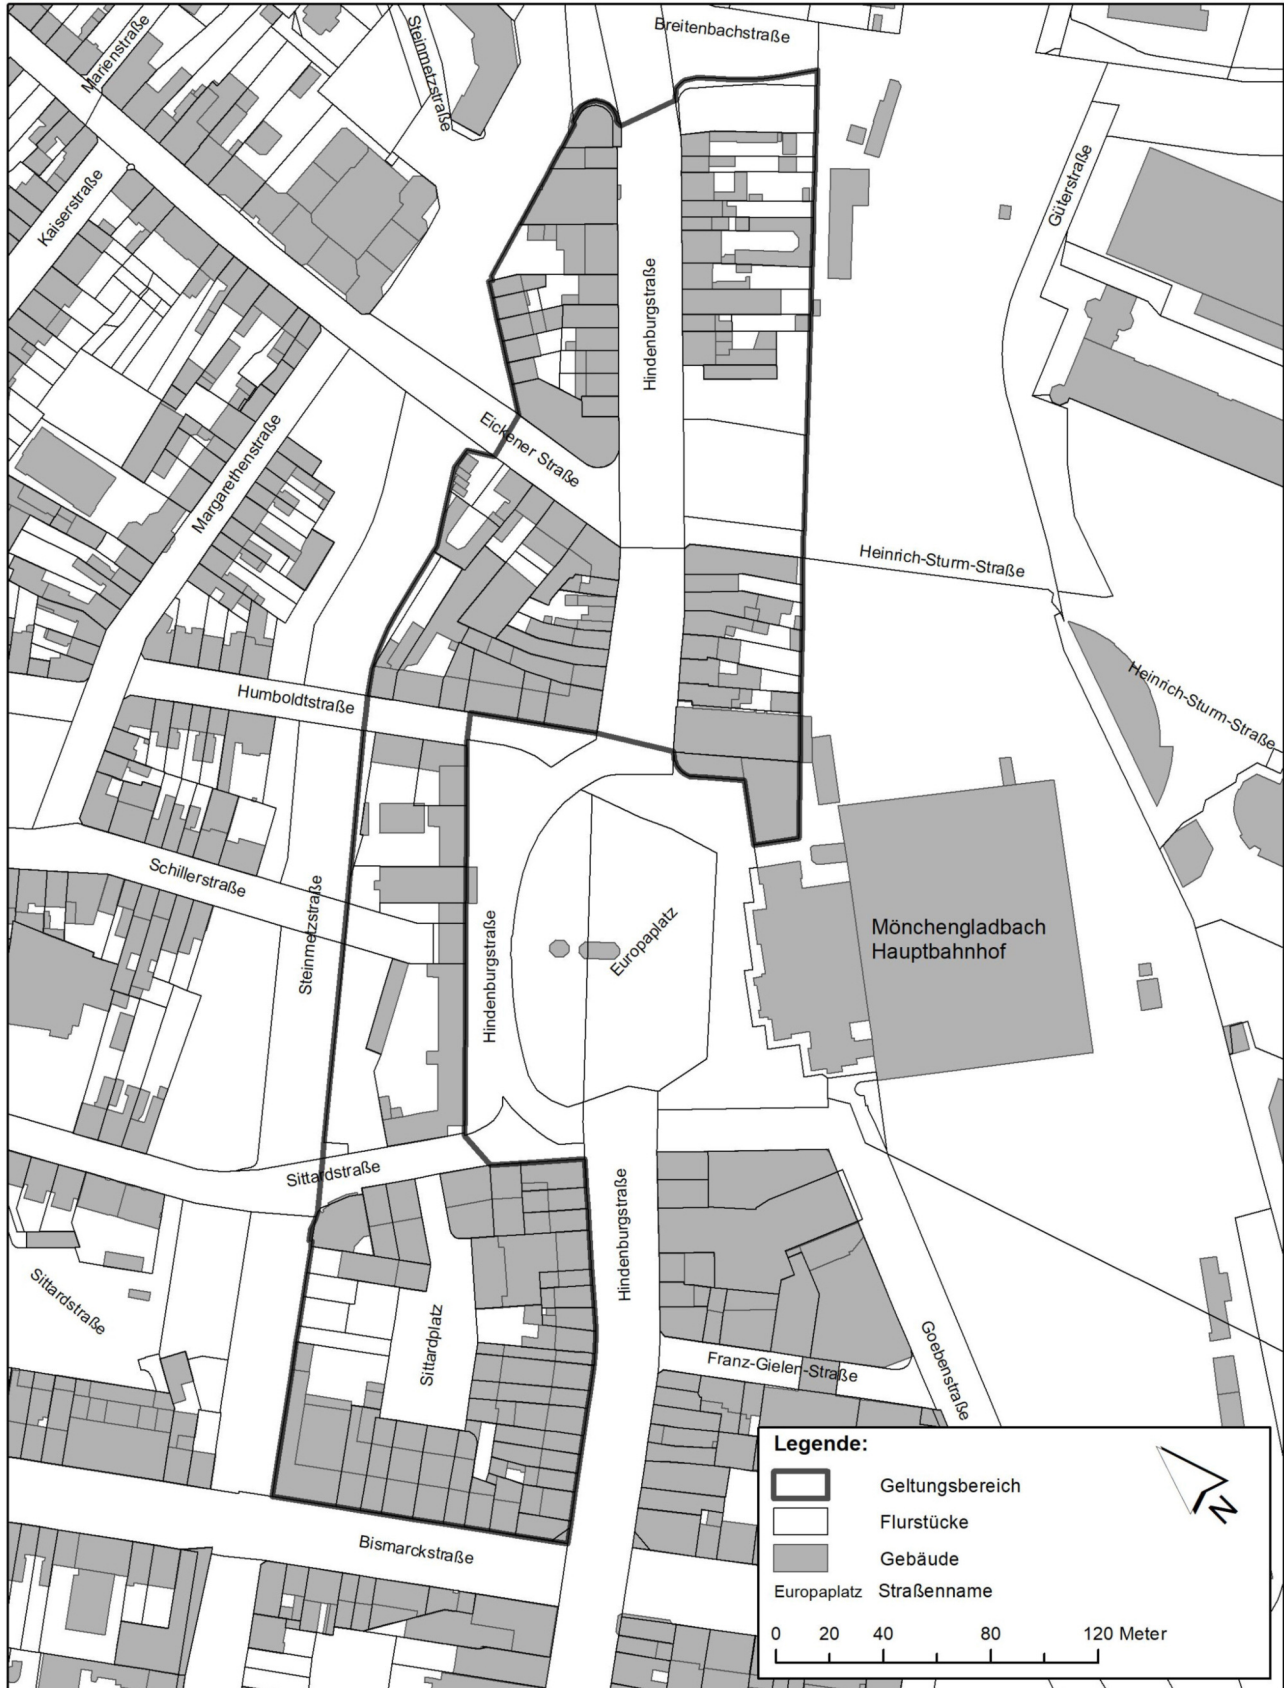 Breitenbachstraße
Marienstraße
Steinmetzstraße
Kaiserstraße
Güterstraße
Hindenburgstraße
Eickener Straße
Margarethenstraße
Heinrich-Sturm-Straße
Heinrich-Sturm-Straße
Humboldtstraße
Schillerstraße
Steinmetzstraße
Hindenburgstraße
Europaplatz
Mönchengladbach
Hauptbahnhof
Sittardstraße
Hindenburgstraße
Sittardstraße
Sittardplatz
Goebenstraße
Franz-Gielen-Straße
Bismarckstraße
Legende:
Geltungsbereich
Flurstücke
Gebäude
Europaplatz Straßenname
N
0 20 40 80 120 Meter